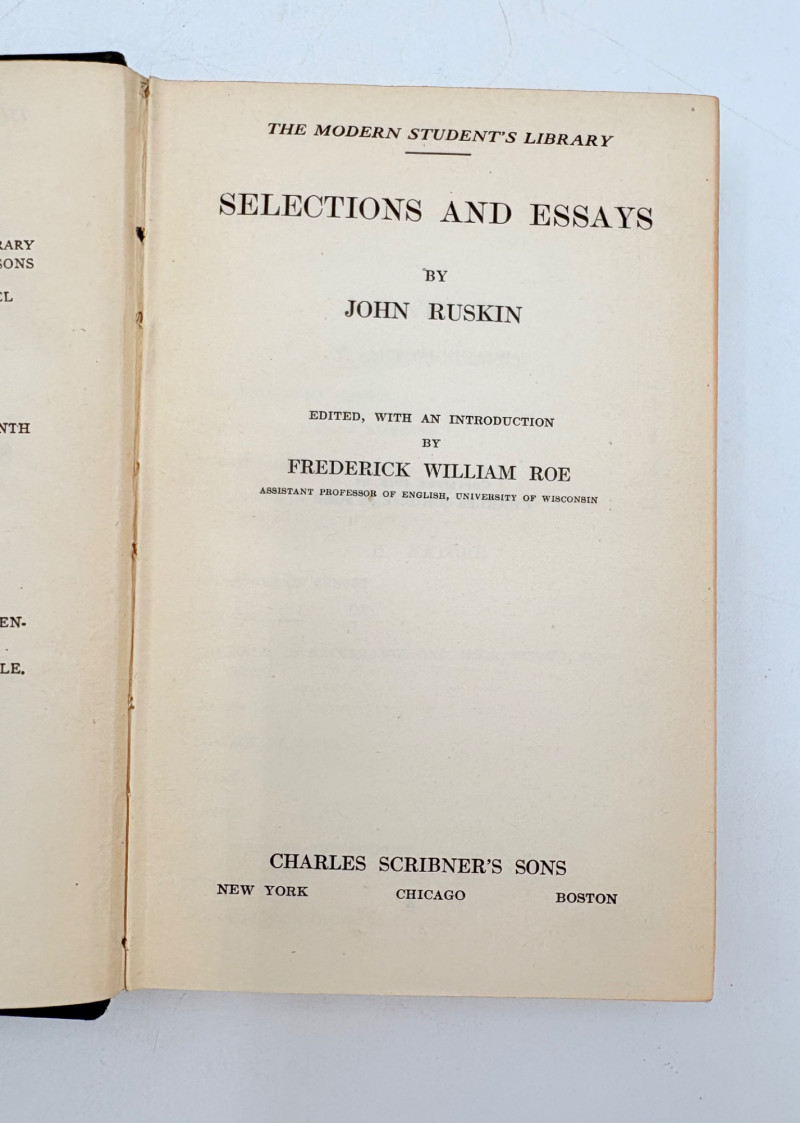 RARY
SONS
EL
NTH
EN-
LE.
THE MODERN STUDENT'S LIBRARY
SELECTIONS AND ESSAYS
BY
JOHN RUSKIN
EDITED, WITH AN INTRODUCTION
BY
FREDERICK WILLIAM ROE
ASSISTANT PROFESSOR OF ENGLISH, UNIVERSITY OF WISCONSIN
CHARLES SCRIBNER'S SONS
NEW YORK CHICAGO BOSTON